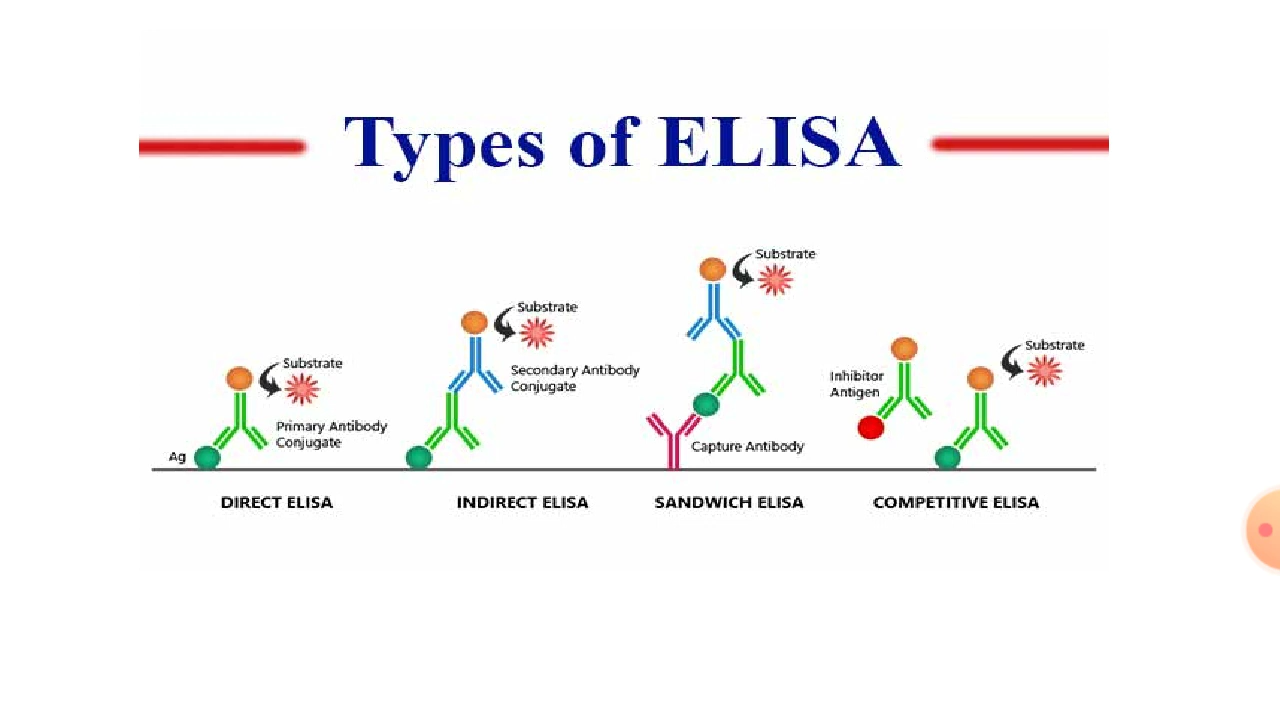 Types of ELISA
Substrate
Primary Antibody
Conjugate
Ag
DIRECT ELISA
Substrate
Secondary Antibody
Conjugate
INDIRECT ELISA
Substrate
Capture Antibody
SANDWICH ELISA
Inhibitor
Antigen
Substrate
COMPETITIVE ELISA